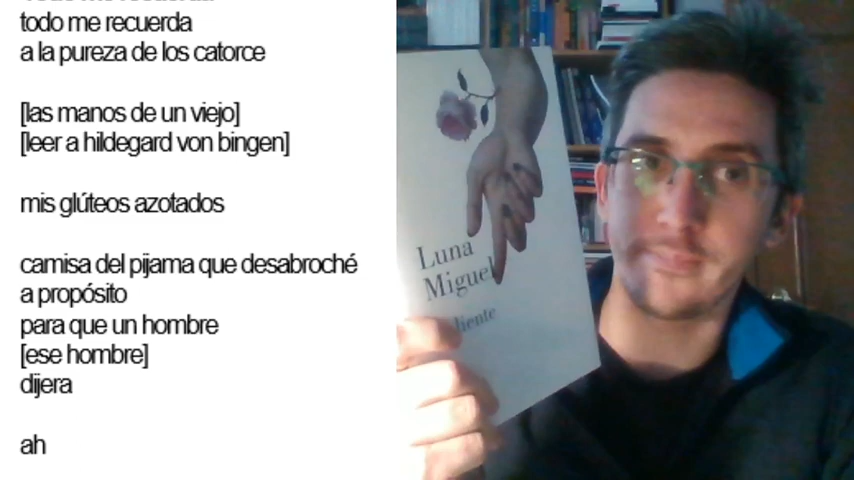 todo me recuerda
a la pureza de los catorce
[las manos de un viejo]
[leer a hildegard von bingen]
mis glúteos azotados
camisa del pijama que desabroché
a propósito
para que un hombre
[ese hombre]
dijera
ah
Luna
Miguel